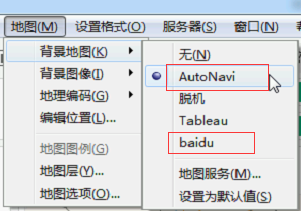 地图(M) 设置格式(O) 服务器(S) 窗口(N)
背景地图(K)
背景图像(I)
地理编码(G)
编辑位置(L)...
地图图例(G)
地图层(Y)...
地图选项(O)...
无(N)
AutoNavi
脱机
Tableau
baidu
地图服务(M)...
设置为默认值(S)